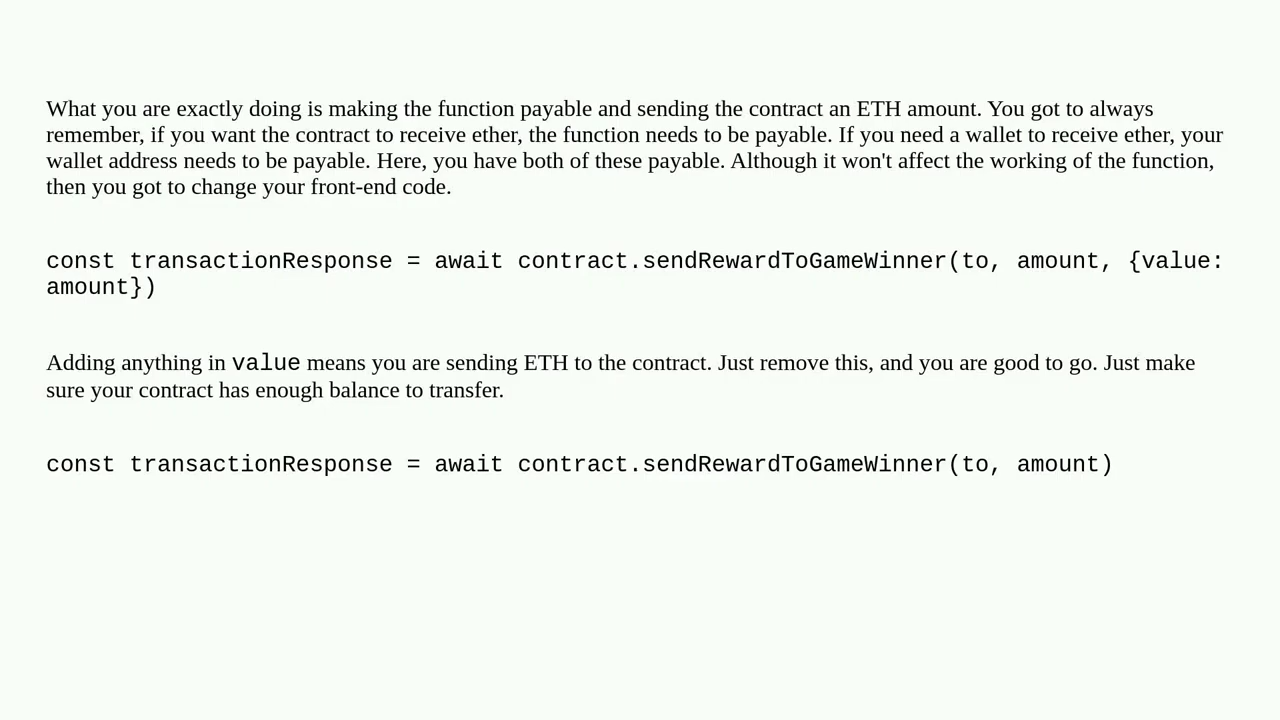 What you are exactly doing is making the function payable and sending the contract an ETH amount. You got to always
remember, if you want the contract to receive ether, the function needs to be payable. If you need a wallet to receive ether, your
wallet address needs to be payable. Here, you have both of these payable. Although it won't affect the working of the function,
then you got to change your front-end code.
const transactionResponse = await contract.sendRewardToGameWinner(to, amount, {value:
amount})
Adding anything in value means you are sending ETH to the contract. Just remove this, and you are good to go. Just make
sure your contract has enough balance to transfer.
const transactionResponse = await contract.sendRewardToGameWinner(to, amount)